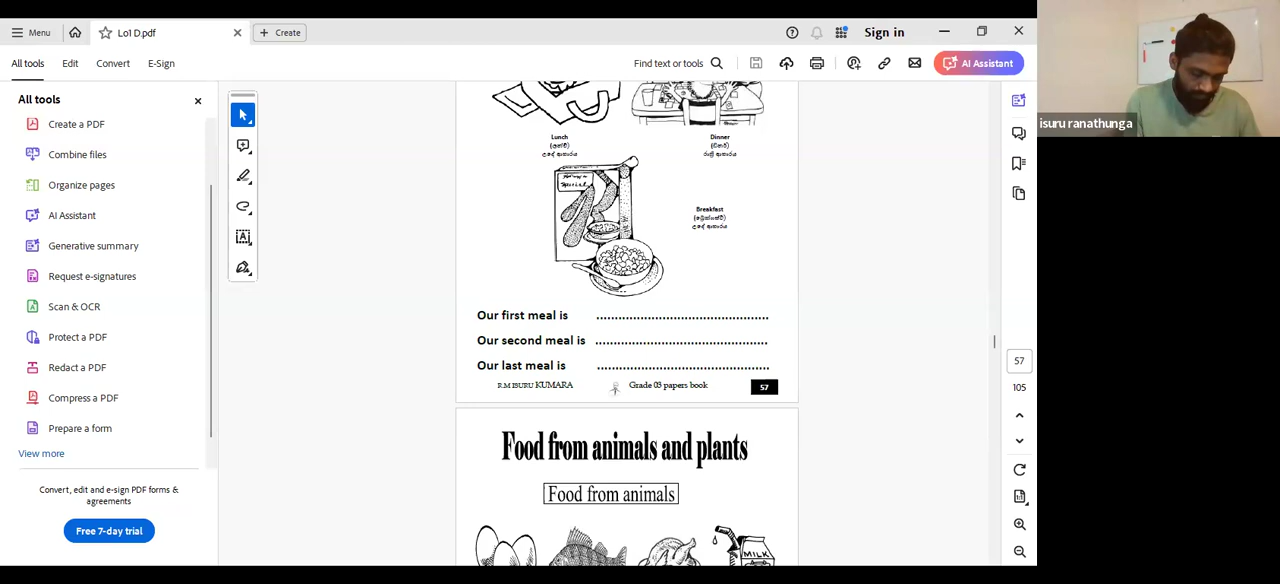 Menu
Lo1 D.pdf
Create
Sign in
All tools
Edit
Convert
E-Sign
Find text or tools
AI Assistant
All tools
Create a PDF
Combine files
Organize pages
AI Assistant
Generative summary
Request e-signatures
Scan & OCR
Protect a PDF
Redact a PDF
Compress a PDF
Prepare a form
View more
Convert, edit and e-sign PDF forms &
agreements
Free 7-day trial
Lunch
Dinner
Special
Breakfast
Our first meal is ..........................................
Our second meal is ..........................................
Our last meal is ..........................................
R.M ISURU KUMARA
Grade 03 papers book
57
Food from animals and plants
Food from animals
MILK
57
105
isuru ranathunga